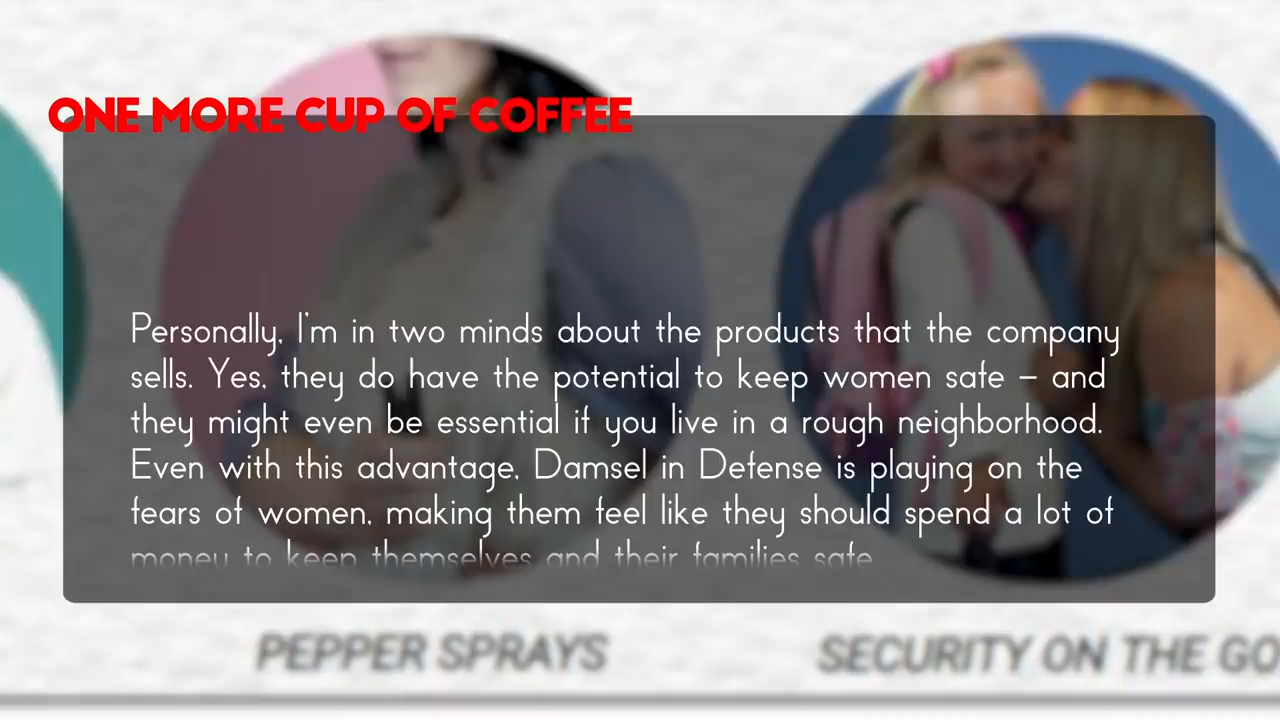 ONE MORE CUP OF COFFEE
Personally, I'm in two minds about the products that the company
sells. Yes, they do have the potential to keep women safe – and
they might even be essential if you live in a rough neighborhood.
Even with this advantage, Damsel in Defense is playing on the
fears of women, making them feel like they should spend a lot of
money to keep themselves and their families safe
PEPPER SPRAYS
SECURITY ON THE GO